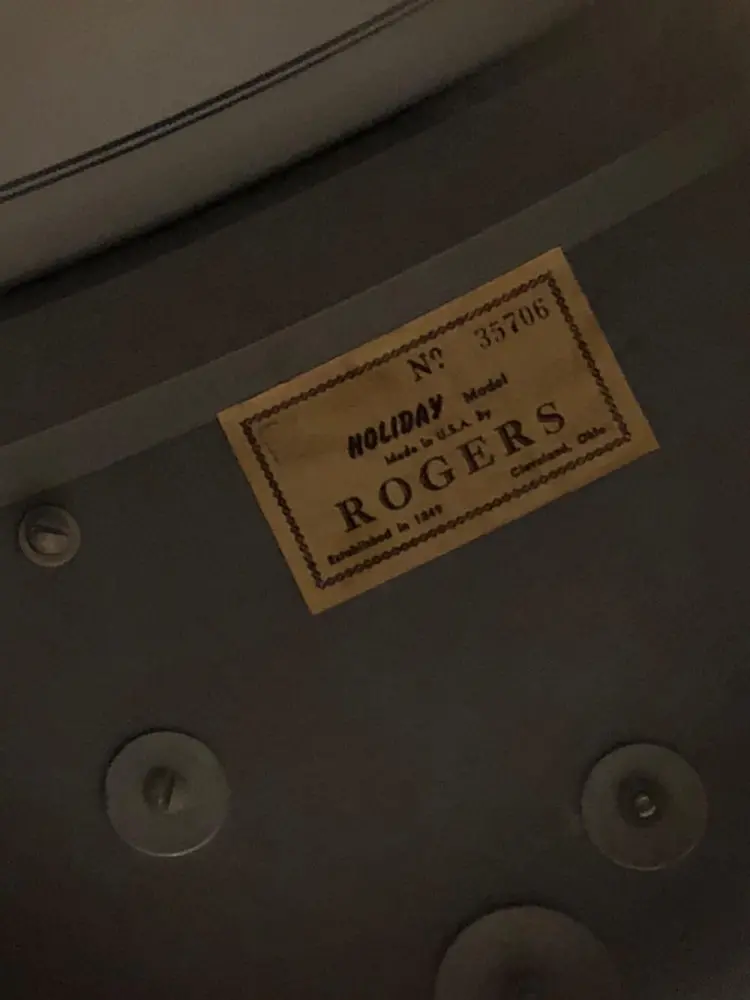 Nº 35706
HOLIDAY Model
Made in U.S.A. by
ROGERS
Established in 1849 Cleveland, Ohio